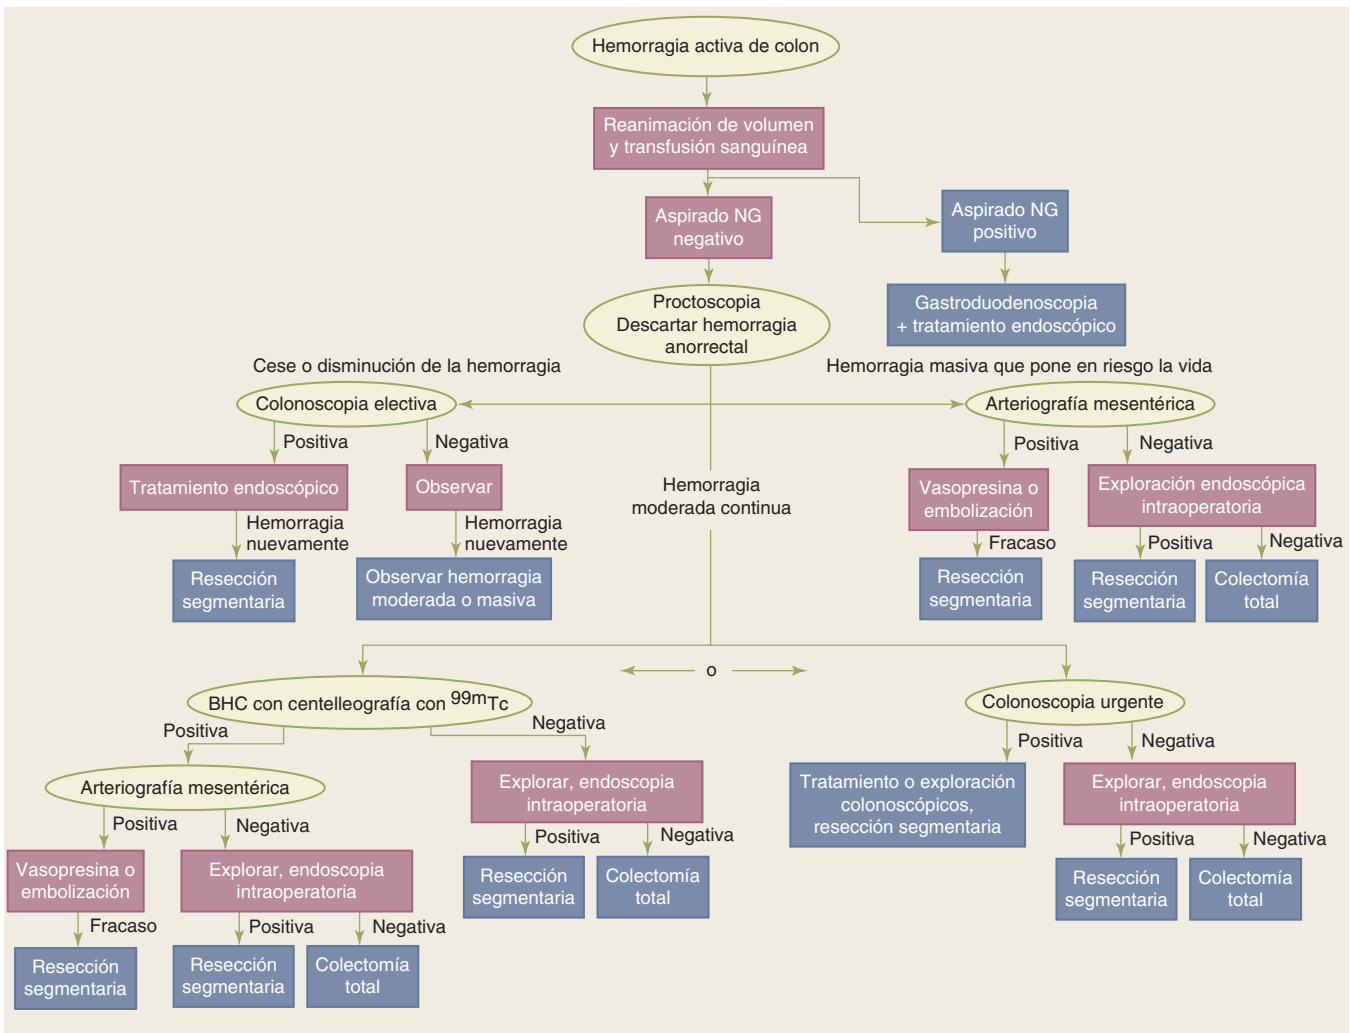 Hemorragia activa de colon
Reanimación de volumen
y transfusión sanguínea
Aspirado NG
negativo
Aspirado NG
positivo
Gastroduodenoscopia
+ tratamiento endoscópico
Proctoscopia
Descartar hemorragia
anorrectal
Cese o disminución de la hemorragia
Hemorragia masiva que pone en riesgo la vida
Colonoscopia electiva
Arteriografía mesentérica
Positiva
Negativa
Positiva
Negativa
Tratamiento endoscópico
Observar
Hemorragia
moderada continua
Vasopresina o
embolización
Exploración endoscópica
intraoperatoria
Hemorragia
nuevamente
Hemorragia
nuevamente
Fracaso
Positiva
Negativa
Resección
segmentaria
Observar hemorragia
moderada o masiva
Resección
segmentaria
Resección
segmentaria
Colectomía
total
o
BHC con centelleografía con 99mTc
Colonoscopia urgente
Positiva
Negativa
Positiva
Negativa
Arteriografía mesentérica
Explorar, endoscopia
intraoperatoria
Tratamiento o exploración
colonoscópicos,
resección segmentaria
Explorar, endoscopia
intraoperatoria
Positiva
Negativa
Positiva
Negativa
Positiva
Negativa
Vasopresina o
embolización
Explorar, endoscopia
intraoperatoria
Resección
segmentaria
Colectomía
total
Resección
segmentaria
Colectomía
total
Fracaso
Positiva
Negativa
Resección
segmentaria
Resección
segmentaria
Colectomía
total